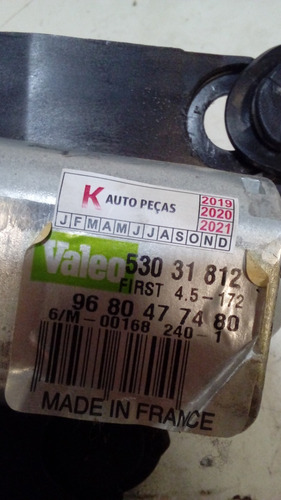 K AUTO PEÇAS
2019
2020
2021
J F M A M J J A S O N D
Valeo 530 31 812
FIRST 4.5-172
96 80 47 74 80
6/M-00168 240-1
MADE IN FRANCE